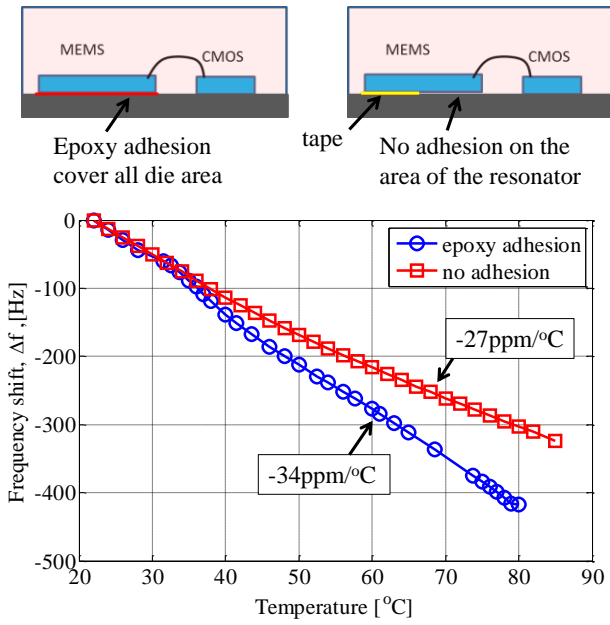 MEMS
CMOS
MEMS
CMOS
Epoxy adhesion
cover all die area
tape
No adhesion on the
area of the resonator
0
-100
-200
-300
-400
-500
Frequency shift, Δf ,[Hz]
epoxy adhesion
no adhesion
-27ppm/°C
-34ppm/°C
20
30
40
50
60
70
80
90
Temperature [°C]